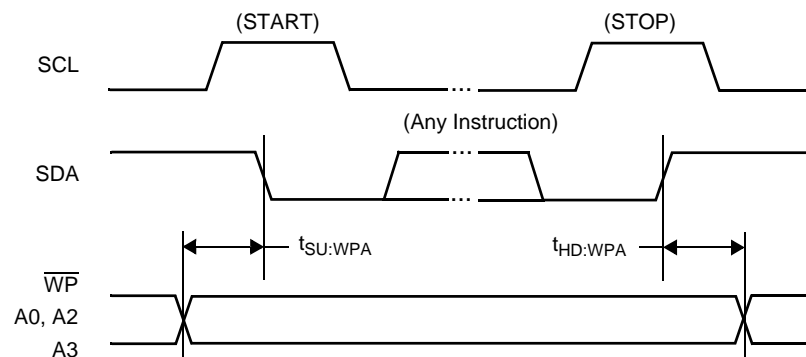 (START) (STOP)
SCL
...
(Any Instruction)
...
SDA
...
tSU:WPA tHD:WPA
WP
A0, A2
A3